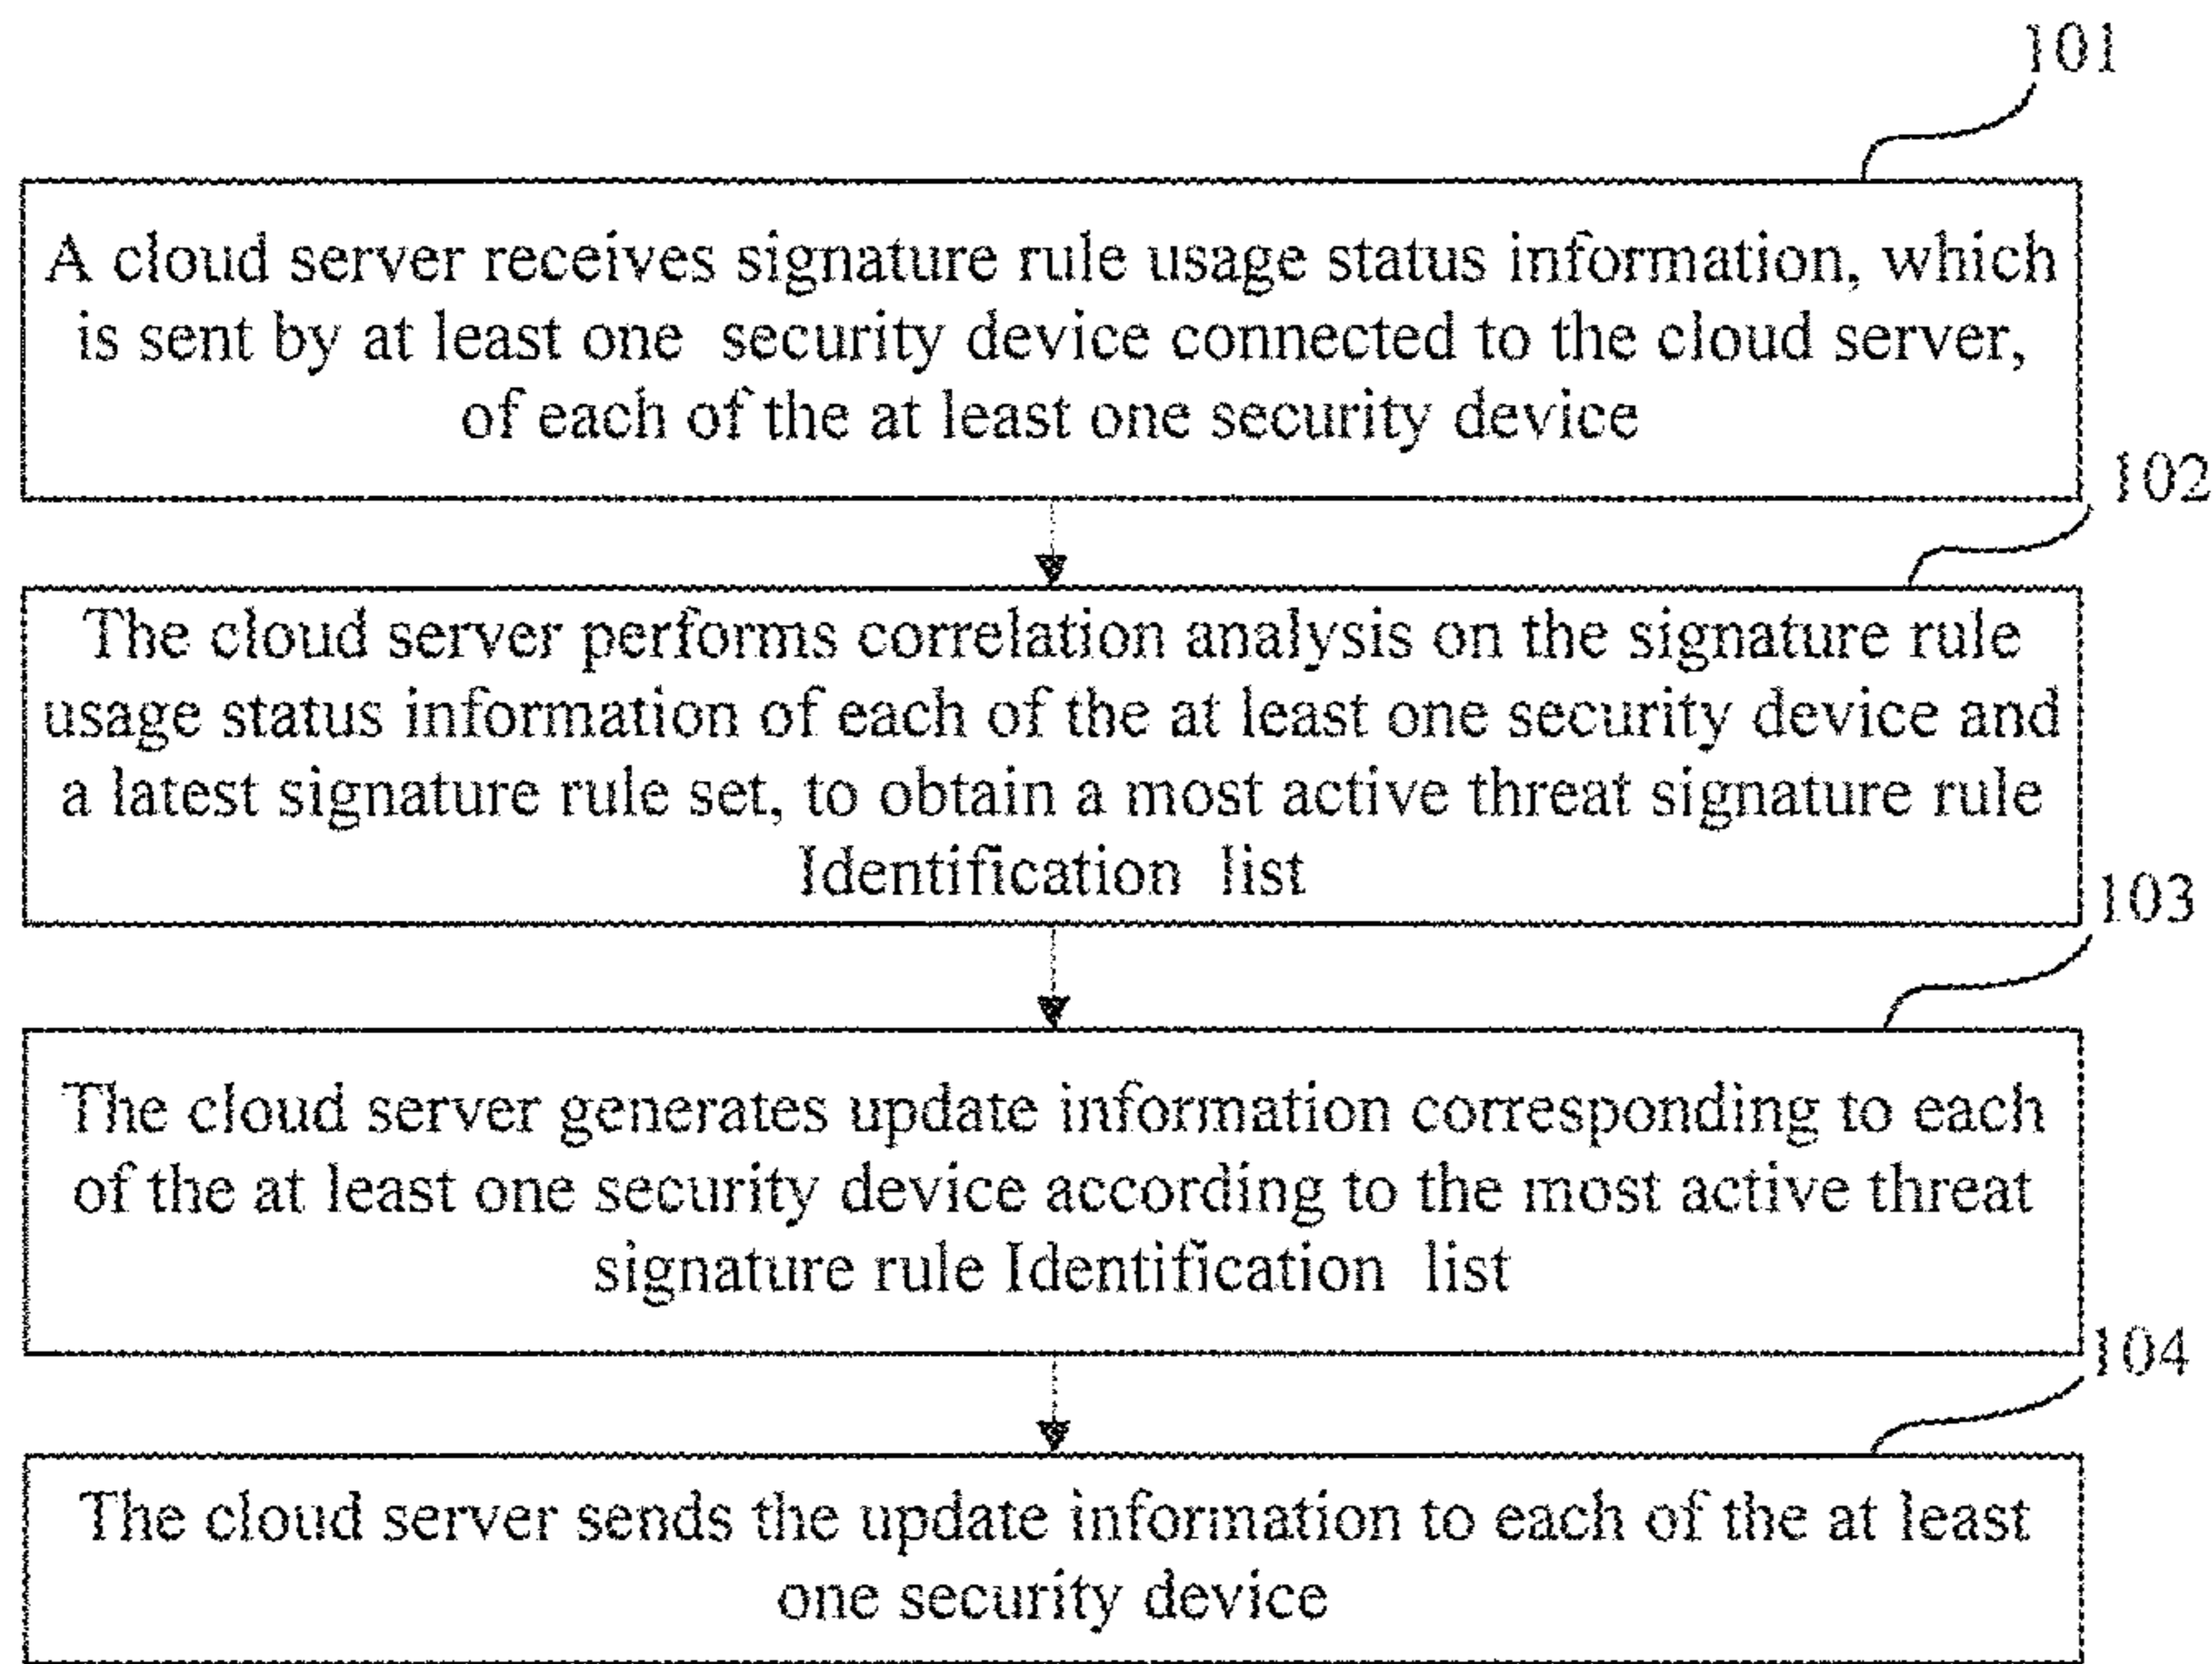 101
A cloud server receives signature rule usage status information, which
is sent by at least one security device connected to the cloud server,
of each of the at least one security device
102
The cloud server performs correlation analysis on the signature rule
usage status information of each of the at least one security device and
a latest signature rule set, to obtain a most active threat signature rule
Identification list
103
The cloud server generates update information corresponding to each
of the at least one security device according to the most active threat
signature rule Identification list
104
The cloud server sends the update information to each of the at least
one security device